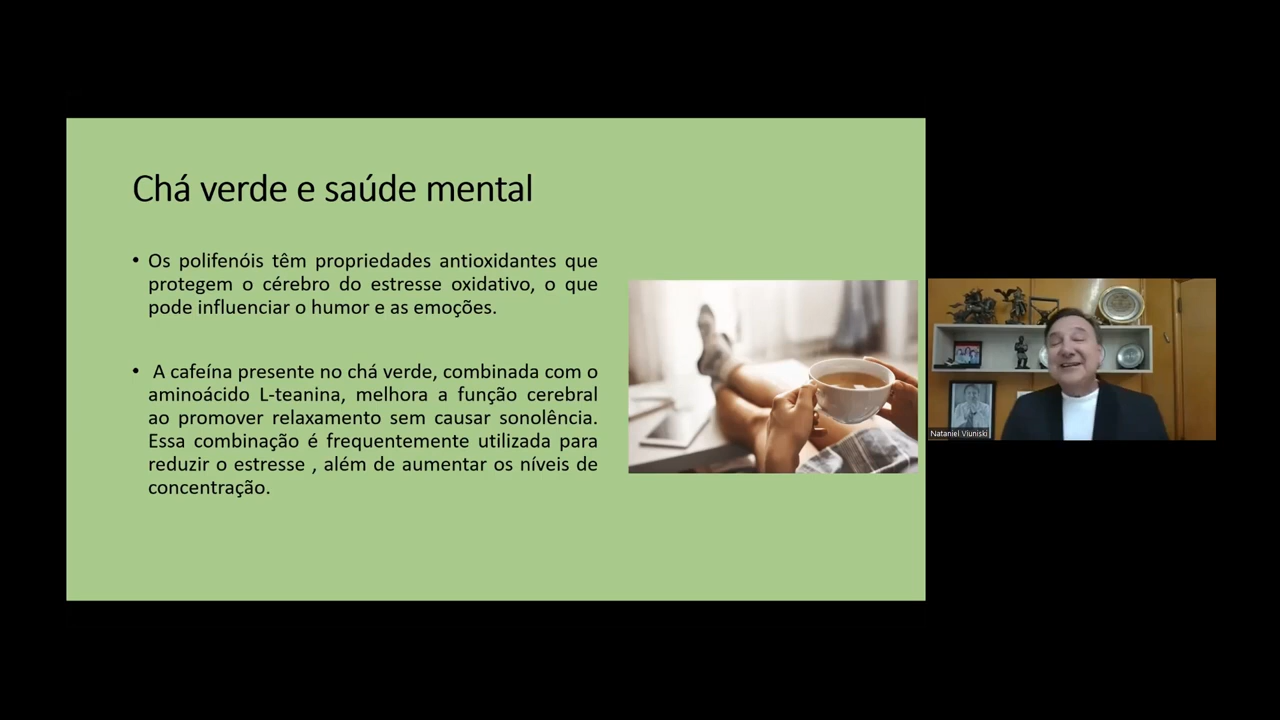 Chá verde e saúde mental
• Os polifenóis têm propriedades antioxidantes que
protegem o cérebro do estresse oxidativo, o que
pode influenciar o humor e as emoções.
• A cafeína presente no chá verde, combinada com o
aminoácido L-teanina, melhora a função cerebral
ao promover relaxamento sem causar sonolência.
Essa combinação é frequentemente utilizada para
reduzir o estresse , além de aumentar os níveis de
concentração.
Nataniel Viuniski